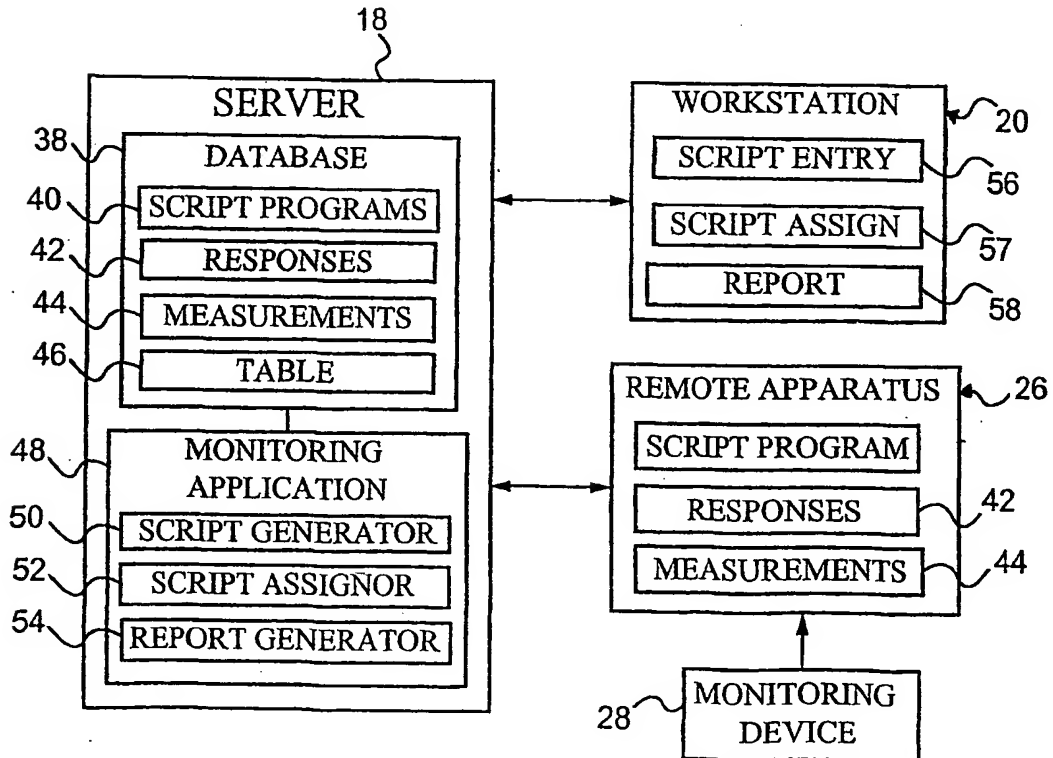 18
SERVER
38
DATABASE
40
SCRIPT PROGRAMS
42
RESPONSES
44
MEASUREMENTS
46
TABLE
48
MONITORING
APPLICATION
50
SCRIPT GENERATOR
52
SCRIPT ASSIGNOR
54
REPORT GENERATOR
WORKSTATION
20
SCRIPT ENTRY
56
SCRIPT ASSIGN
57
REPORT
58
REMOTE APPARATUS
26
SCRIPT PROGRAM
RESPONSES
42
MEASUREMENTS
44
28
MONITORING
DEVICE